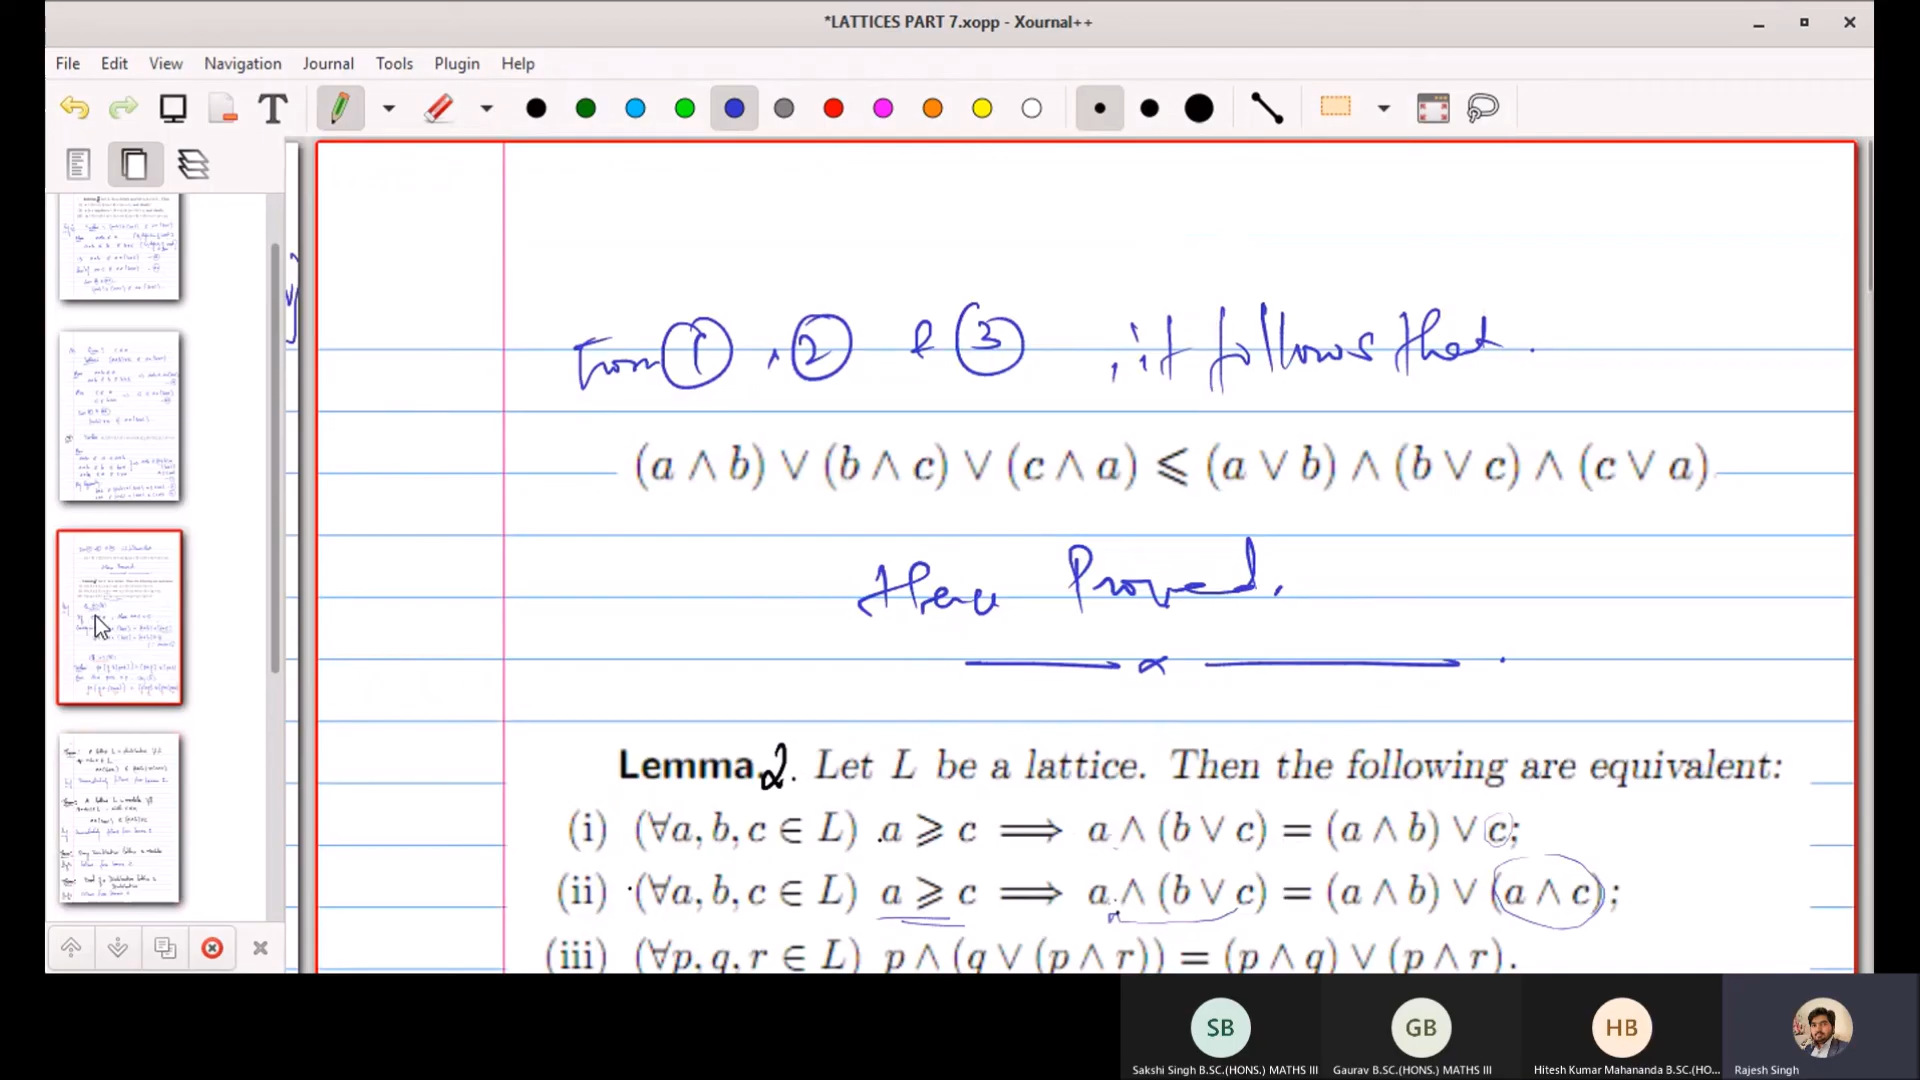 *LATTICES PART 7.xopp - Xournal++
File Edit View Navigation Journal Tools Plugin Help
From ① , ② & ③ , it follows that .
(a ∧ b) ∨ (b ∧ c) ∨ (c ∧ a) ⩽ (a ∨ b) ∧ (b ∨ c) ∧ (c ∨ a)
Hence Proved.
Lemma 2. Let L be a lattice. Then the following are equivalent:
(i) (∀a, b, c ∈ L) a ⩾ c ⟹ a ∧ (b ∨ c) = (a ∧ b) ∨ c;
(ii) (∀a, b, c ∈ L) a ⩾ c ⟹ a ∧ (b ∨ c) = (a ∧ b) ∨ (a ∧ c);
(iii) (∀p, q, r ∈ L) p ∧ (q ∨ (p ∧ r)) = (p ∧ q) ∨ (p ∧ r).
SB GB HB
Sakshi Singh B.SC.(HONS.) MATHS III Gaurav B.SC.(HONS.) MATHS III Hitesh Kumar Mahananda B.SC.(HO... Rajesh Singh